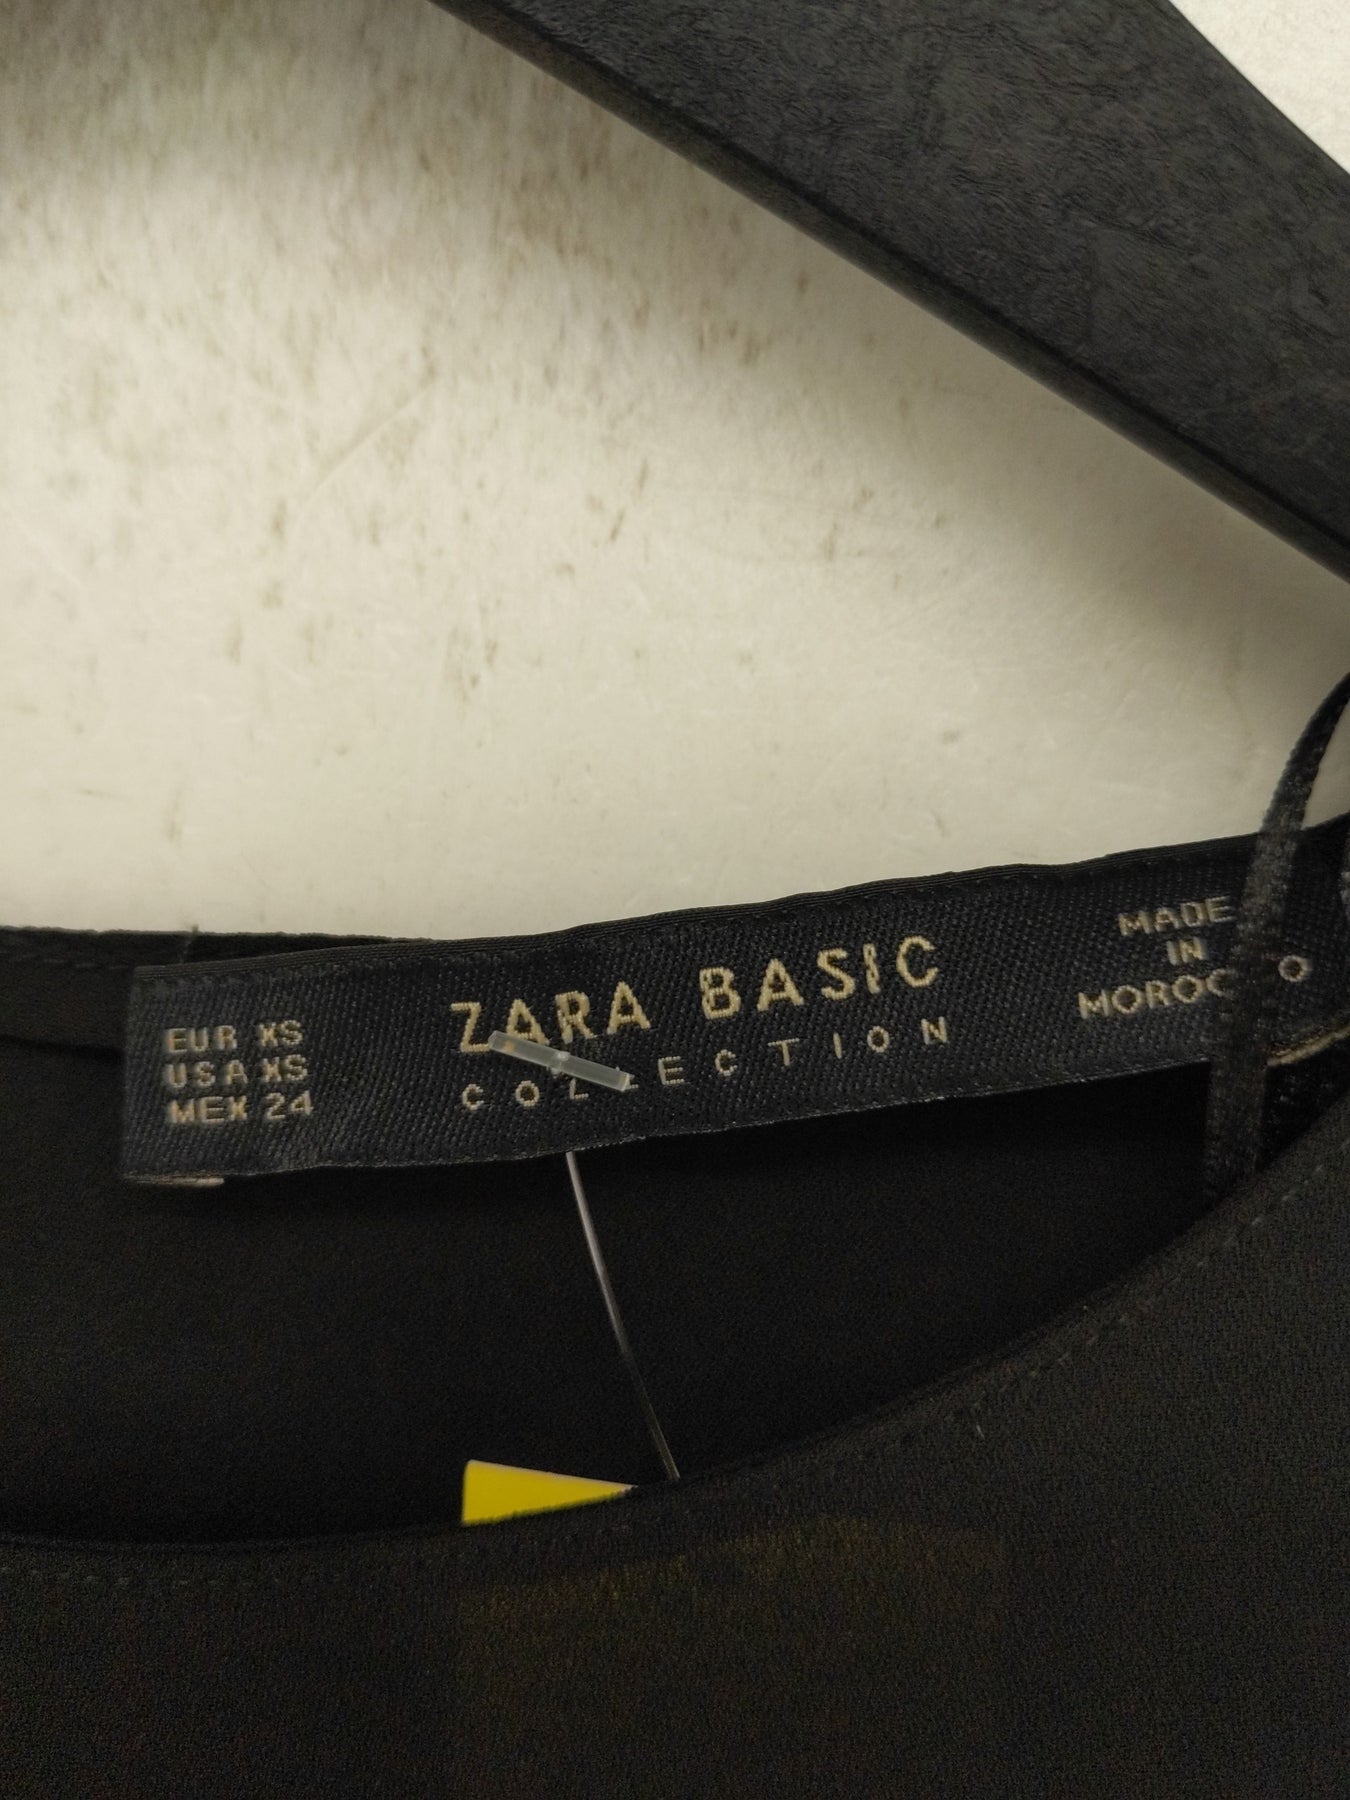 EUR XS
USA XS
MEX 24
ZARA BASIC
COLLECTION
MADE
IN
MOROCCO